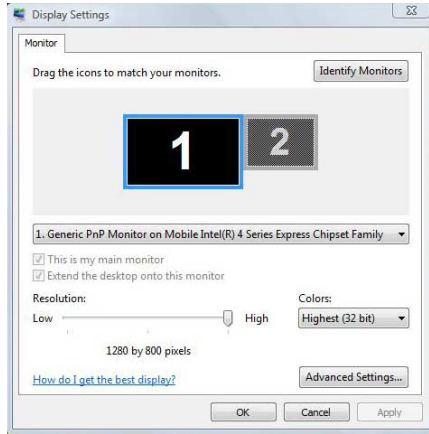 Display Settings
Monitor
Drag the icons to match your monitors.
Identify Monitors
1
2
1. Generic PnP Monitor on Mobile Intel(R) 4 Series Express Chipset Family
This is my main monitor
Extend the desktop onto this monitor
Resolution:
Colors:
Low
High
Highest (32 bit)
1280 by 800 pixels
How do I get the best display?
Advanced Settings...
OK
Cancel
Apply